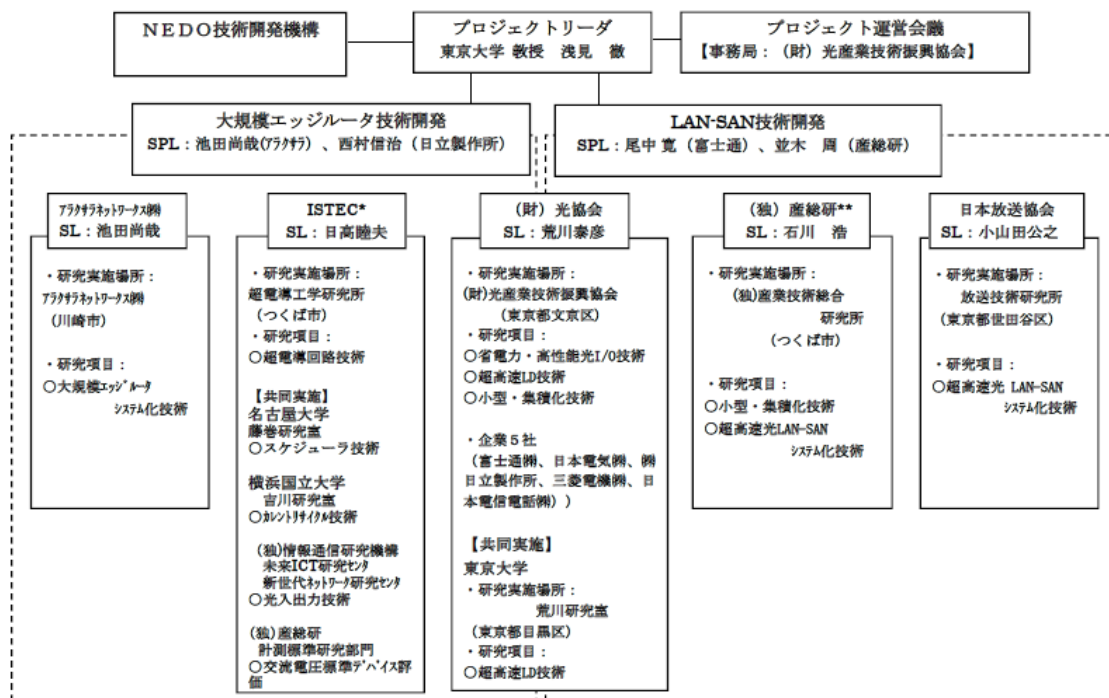 NEDO技術開発機構
プロジェクトリーダ
東京大学 教授 浅見 徹
プロジェクト運営会議
【事務局：（財）光産業技術振興協会】
大規模エッジルータ技術開発
SPL：池田尚哉(ｱﾗｸｻﾗ)、西村信治（日立製作所）
LAN-SAN技術開発
SPL：尾中 寛（富士通）、並木 周（産総研）
ｱﾗｸｻﾗﾈｯﾄﾜｰｸｽ㈱
SL：池田尚哉
・研究実施場所：
ｱﾗｸｻﾗﾈｯﾄﾜｰｸｽ㈱
(川崎市)
・研究項目：
○大規模ｴｯｼﾞﾙｰﾀ
ｼｽﾃﾑ化技術
ISTEC*
SL：日高睦夫
・研究実施場所：
超電導工学研究所
(つくば市)
・研究項目：
○超電導回路技術
【共同実施】
名古屋大学
藤巻研究室
○スケジューラ技術
横浜国立大学
吉川研究室
○ｶﾚﾝﾄﾘｻｲｸﾙ技術
(独)情報通信研究機構
未来ICT研究ｾﾝﾀ
新世代ﾈｯﾄﾜｰｸ研究ｾﾝﾀ
○光入出力技術
(独)産総研
計測標準研究部門
○交流電圧標準ﾃﾞﾊﾞｲｽ評
価
（財）光協会
SL：荒川泰彦
・研究実施場所：
(財)光産業技術振興協会
(東京都文京区)
・研究項目：
○省電力・高性能光I/O技術
○超高速LD技術
○小型・集積化技術
・企業５社
（富士通㈱、日本電気㈱、㈱
日立製作所、三菱電機㈱、日
本電信電話㈱））
【共同実施】
東京大学
・研究実施場所：
荒川研究室
(東京都目黒区)
・研究項目：
○超高速LD技術
（独）産総研**
SL：石川 浩
・研究実施場所：
(独)産業技術総合
研究所
(つくば市)
・研究項目：
○小型・集積化技術
○超高速光LAN-SAN
ｼｽﾃﾑ化技術
日本放送協会
SL：小山田公之
・研究実施場所：
放送技術研究所
(東京都世田谷区)
・研究項目：
○超高速光 LAN-SAN
ｼｽﾃﾑ化技術